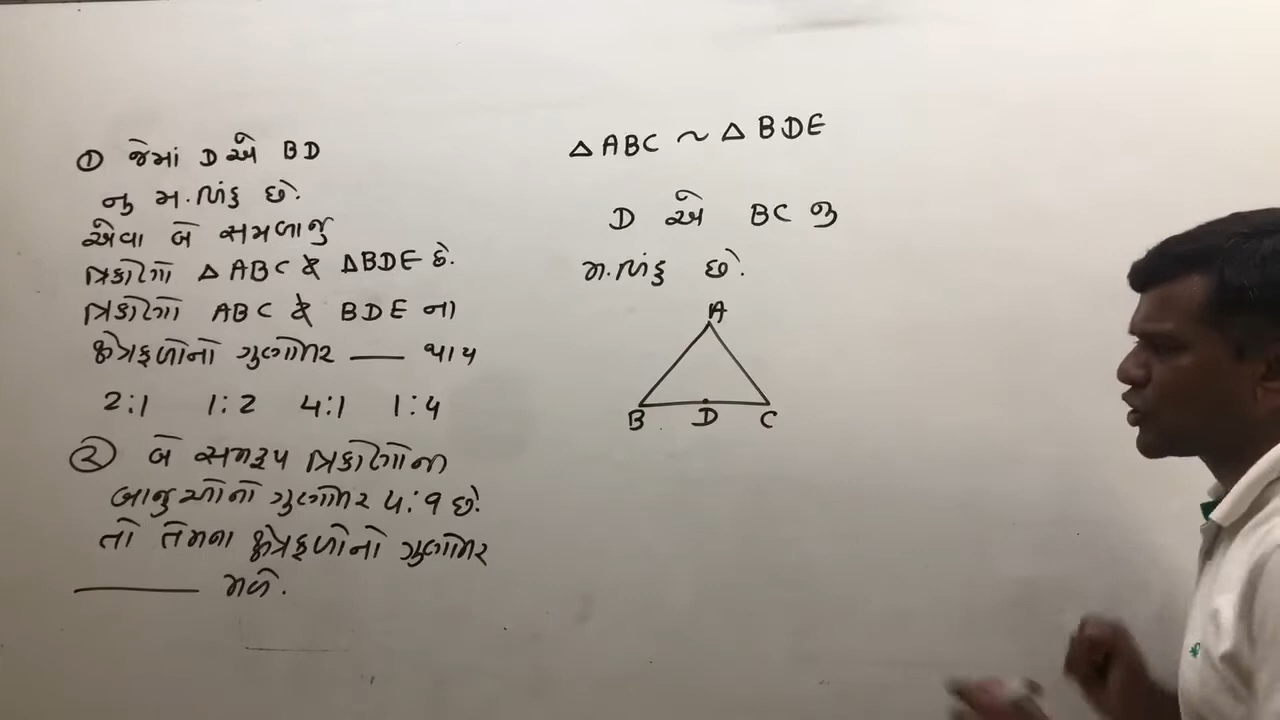 ① જેમાં D એ BD
નુ મ.બિંદુ છે.
એવા બે સમબાજુ
ત્રિકોણો △ ABC & △BDE છે.
ત્રિકોણો ABC & BDE ના
ક્ષેત્રફળોનો ગુણોત્તર ___ થાય
2:1 1:2 4:1 1:4
② બે સમરૂપ ત્રિકોણોના
બાજુઓનો ગુણોત્તર 4:9 છે.
તો તેમના ક્ષેત્રફળોનો ગુણોત્તર
______ મળે.
△ ABC ~ △ BDE
D એ BC નુ
મ.બિંદુ છે.
A
B D C